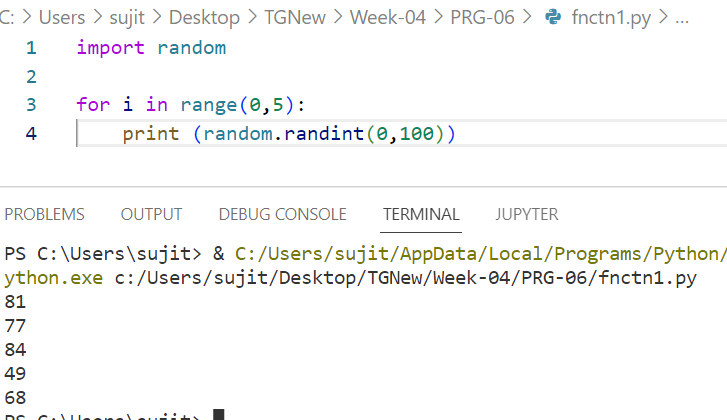 C: > Users > sujit > Desktop > TGNew > Week-04 > PRG-06 > fnctn1.py > ...
1 import random
2
3 for i in range(0,5):
4     print (random.randint(0,100))
PROBLEMS OUTPUT DEBUG CONSOLE TERMINAL JUPYTER
PS C:\Users\sujit> & C:/Users/sujit/AppData/Local/Programs/Python/
ython.exe c:/Users/sujit/Desktop/TGNew/Week-04/PRG-06/fnctn1.py
81
77
84
49
68
PS C:\Users\sujit>